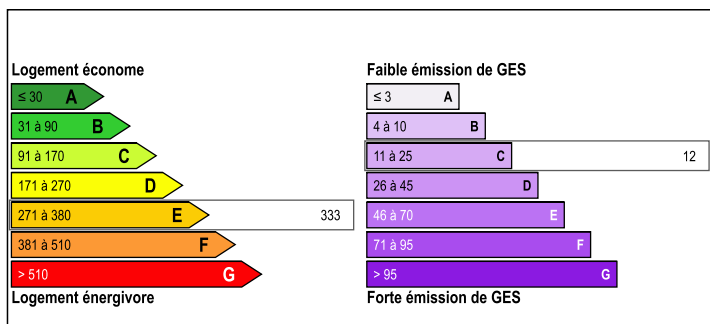 Logement économe
≤ 30 A
31 à 90 B
91 à 170 C
171 à 270 D
271 à 380 E 333
381 à 510 F
> 510 G
Logement énergivore
Faible émission de GES
≤ 3 A
4 à 10 B
11 à 25 C 12
26 à 45 D
46 à 70 E
71 à 95 F
> 95 G
Forte émission de GES